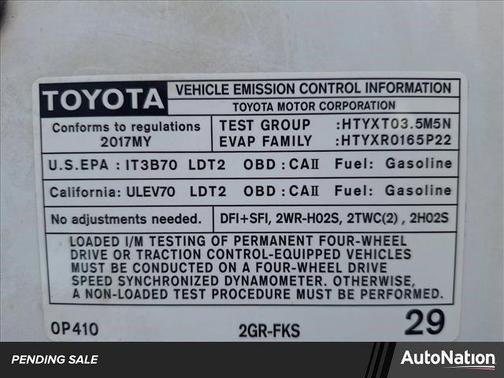 TOYOTA
VEHICLE EMISSION CONTROL INFORMATION
TOYOTA MOTOR CORPORATION
Conforms to regulations
2017MY
TEST GROUP :HTYXT03.5M5N
EVAP FAMILY :HTYXR0165P22
U.S.EPA : IT3B70 LDT2 OBD :CAII Fuel: Gasoline
California: ULEV70 LDT2 OBD :CAII Fuel: Gasoline
No adjustments needed. DFI+SFI, 2WR-HO2S, 2TWC(2), 2HO2S
LOADED I/M TESTING OF PERMANENT FOUR-WHEEL
DRIVE OR TRACTION CONTROL-EQUIPPED VEHICLES
MUST BE CONDUCTED ON A FOUR-WHEEL DRIVE
SPEED SYNCHRONIZED DYNAMOMETER. OTHERWISE,
A NON-LOADED TEST PROCEDURE MUST BE PERFORMED.
0P410 2GR-FKS 29
PENDING SALE
AutoNation